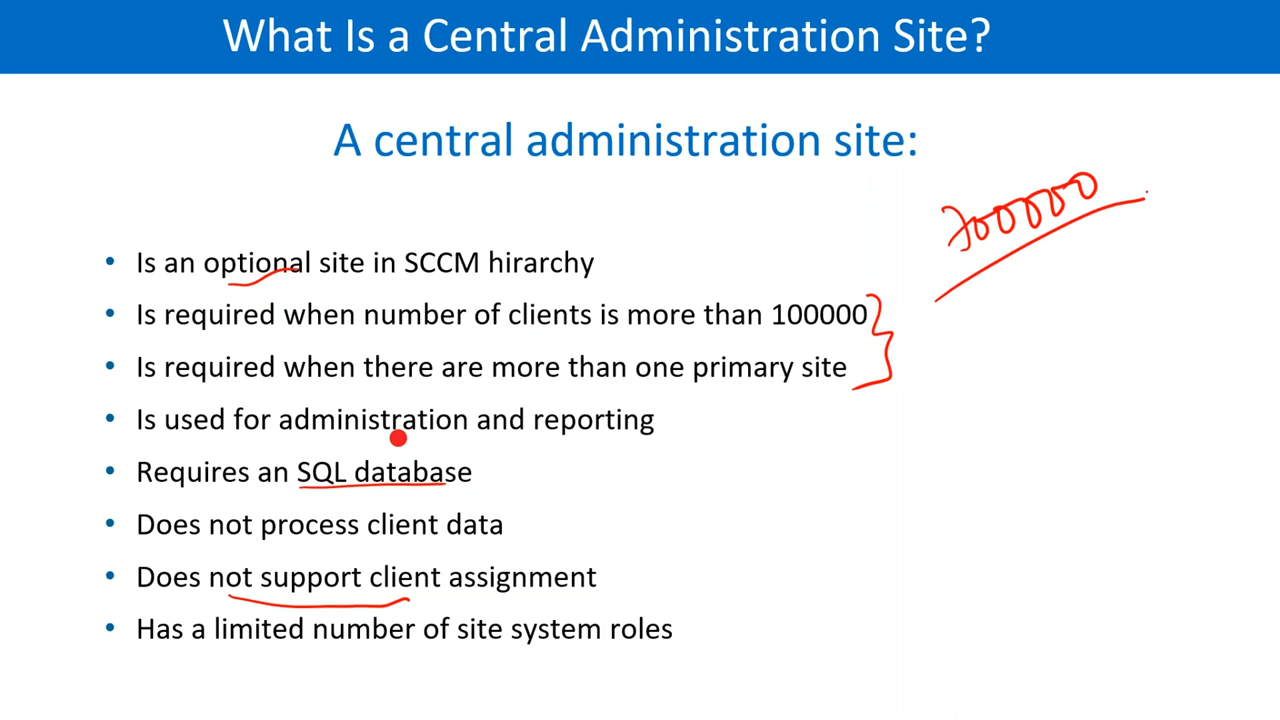 What Is a Central Administration Site?
A central administration site:
700000
• Is an optional site in SCCM hirarchy
• Is required when number of clients is more than 100000
• Is required when there are more than one primary site
• Is used for administration and reporting
• Requires an SQL database
• Does not process client data
• Does not support client assignment
• Has a limited number of site system roles